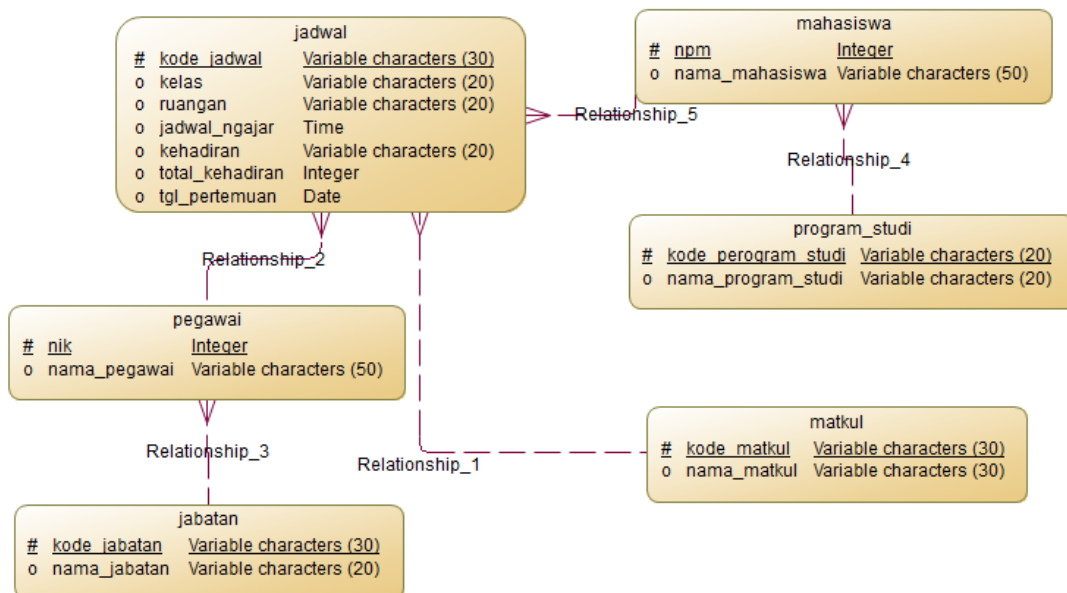 jadwal
# kode_jadwal Variable characters (30)
o kelas Variable characters (20)
o ruangan Variable characters (20)
o jadwal_ngajar Time
o kehadiran Variable characters (20)
o total_kehadiran Integer
o tgl_pertemuan Date
mahasiswa
# npm Integer
o nama_mahasiswa Variable characters (50)
Relationship_5
Relationship_4
program_studi
# kode_perogram_studi Variable characters (20)
o nama_program_studi Variable characters (20)
Relationship_2
pegawai
# nik Integer
o nama_pegawai Variable characters (50)
Relationship_3
Relationship_1
matkul
# kode_matkul Variable characters (30)
o nama_matkul Variable characters (30)
jabatan
# kode_jabatan Variable characters (30)
o nama_jabatan Variable characters (20)